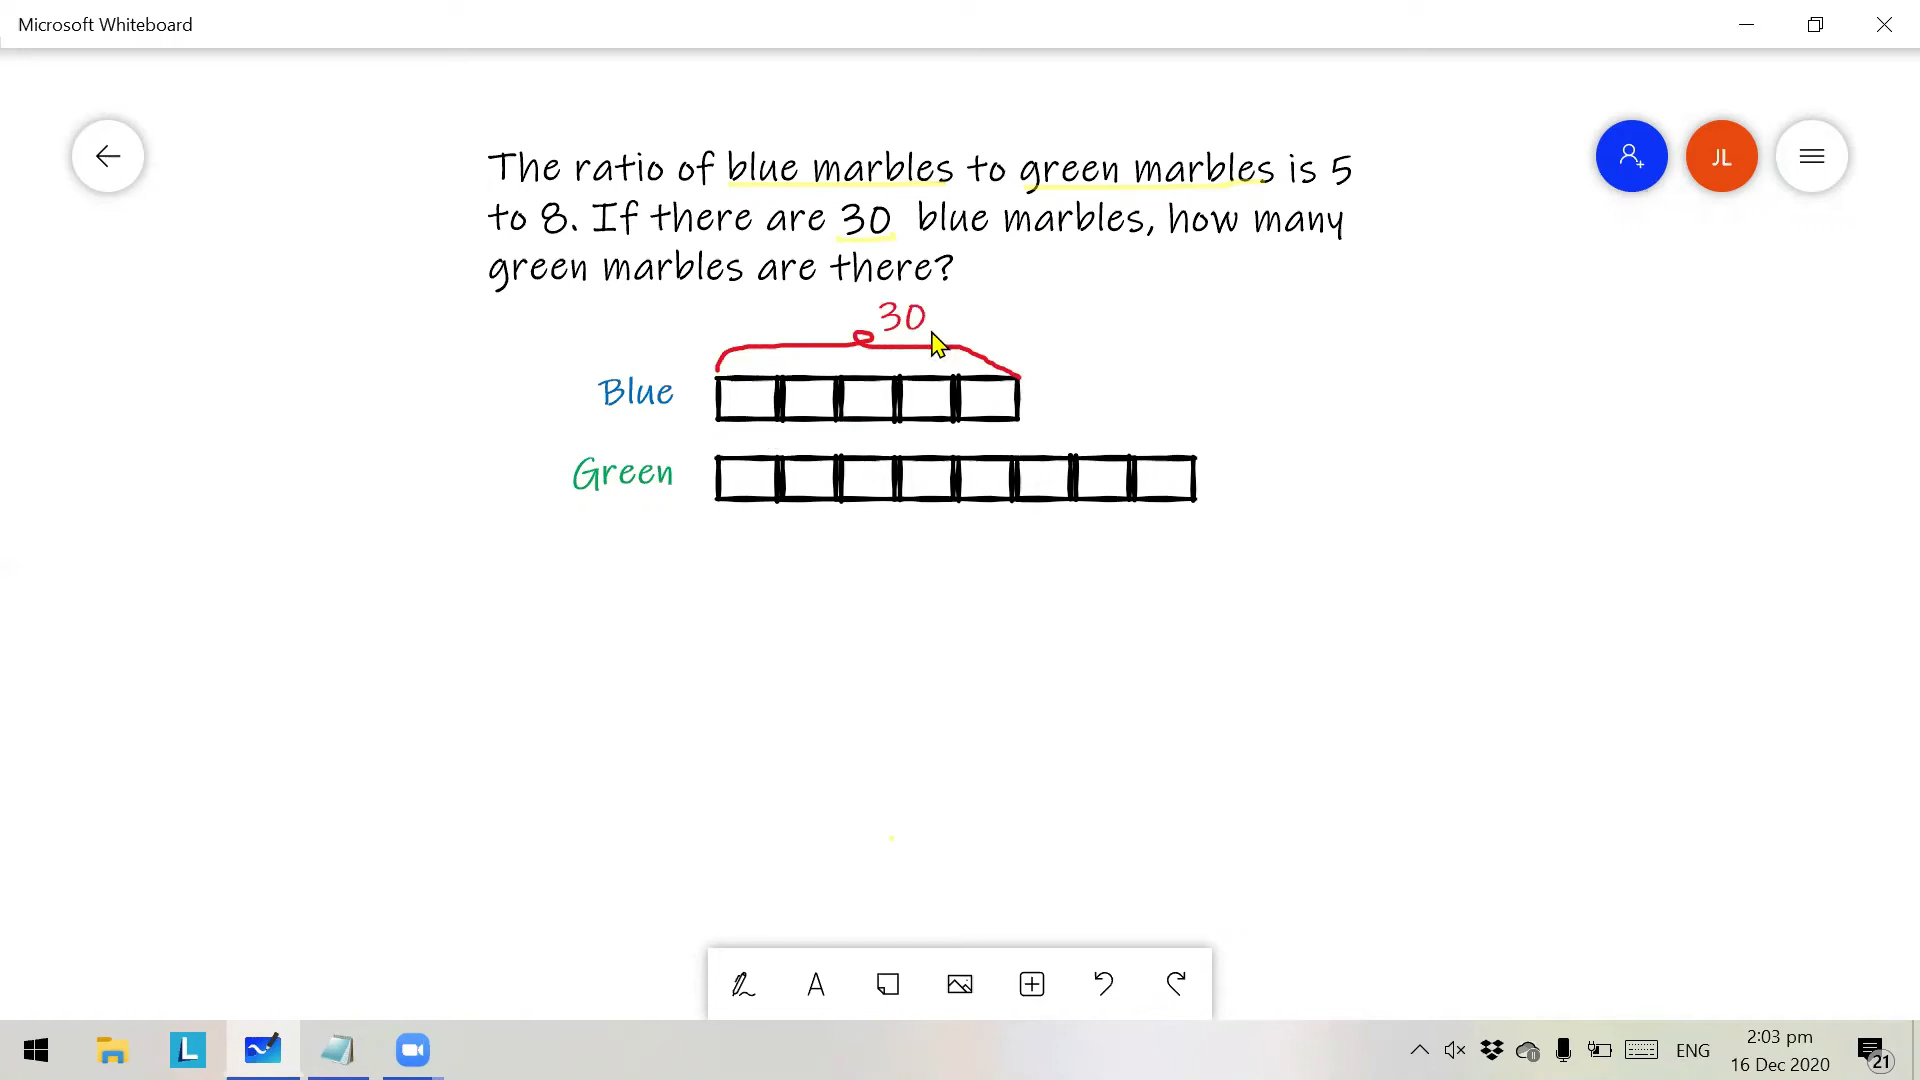 Microsoft Whiteboard
JL
The ratio of blue marbles to green marbles is 5
to 8. If there are 30 blue marbles, how many
green marbles are there?
30
Blue
Green
A
L
ENG
2:03 pm
16 Dec 2020
21